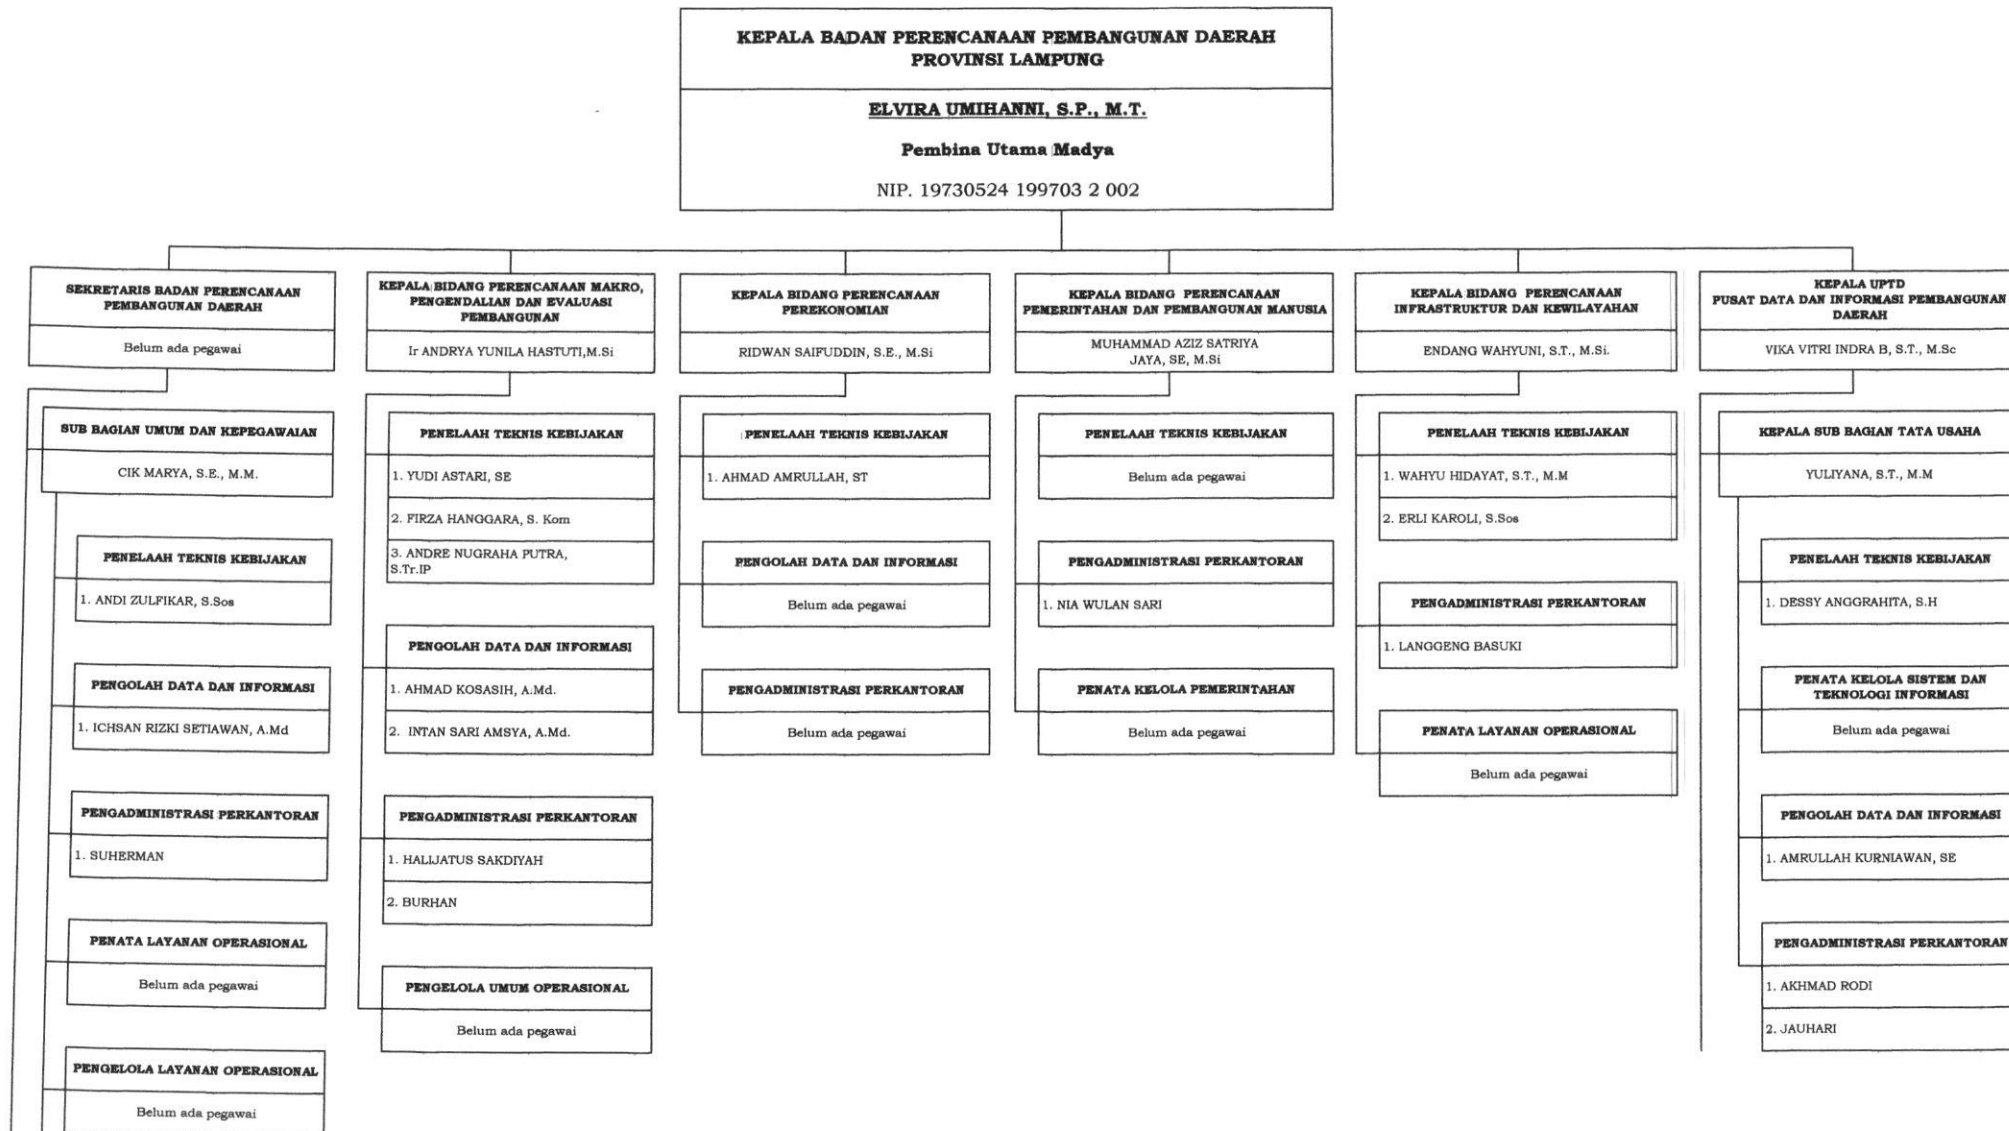 KEPALA BADAN PERENCANAAN PEMBANGUNAN DAERAH
PROVINSI LAMPUNG
ELVIRA UMIHANNI, S.P., M.T.
Pembina Utama Madya
NIP. 19730524 199703 2 002
SEKRETARIS BADAN PERENCANAAN
PEMBANGUNAN DAERAH
Belum ada pegawai
SUB BAGIAN UMUM DAN KEPEGAWAIAN
CIK MARYA, S.E., M.M.
PENELAAH TEKNIS KEBIJAKAN
1. ANDI ZULFIKAR, S.Sos
PENGOLAH DATA DAN INFORMASI
1. ICHSAN RIZKI SETIAWAN, A.Md
PENGADMINISTRASI PERKANTORAN
1. SUHERMAN
PENATA LAYANAN OPERASIONAL
Belum ada pegawai
PENGELOLA LAYANAN OPERASIONAL
Belum ada pegawai
KEPALA BIDANG PERENCANAAN MAKRO,
PENGENDALIAN DAN EVALUASI
PEMBANGUNAN
Ir ANDRYA YUNILA HASTUTI,M.Si
PENELAAH TEKNIS KEBIJAKAN
1. YUDI ASTARI, SE
2. FIRZA HANGGARA, S. Kom
3. ANDRE NUGRAHA PUTRA,
S.Tr.IP
PENGOLAH DATA DAN INFORMASI
1. AHMAD KOSASIH, A.Md.
2. INTAN SARI AMSYA, A.Md.
PENGADMINISTRASI PERKANTORAN
1. HALIJATUS SAKDIYAH
2. BURHAN
PENGELOLA UMUM OPERASIONAL
Belum ada pegawai
KEPALA BIDANG PERENCANAAN
PEREKONOMIAN
RIDWAN SAIFUDDIN, S.E., M.Si
PENELAAH TEKNIS KEBIJAKAN
1. AHMAD AMRULLAH, ST
PENGOLAH DATA DAN INFORMASI
Belum ada pegawai
PENGADMINISTRASI PERKANTORAN
Belum ada pegawai
KEPALA BIDANG PERENCANAAN
PEMERINTAHAN DAN PEMBANGUNAN MANUSIA
MUHAMMAD AZIZ SATRIYA
JAYA, SE, M.Si
PENELAAH TEKNIS KEBIJAKAN
Belum ada pegawai
PENGADMINISTRASI PERKANTORAN
1. NIA WULAN SARI
PENATA KELOLA PEMERINTAHAN
Belum ada pegawai
KEPALA BIDANG PERENCANAAN
INFRASTRUKTUR DAN KEWILAYAHAN
ENDANG WAHYUNI, S.T., M.Si.
PENELAAH TEKNIS KEBIJAKAN
1. WAHYU HIDAYAT, S.T., M.M
2. ERLI KAROLI, S.Sos
PENGADMINISTRASI PERKANTORAN
1. LANGGENG BASUKI
PENATA LAYANAN OPERASIONAL
Belum ada pegawai
KEPALA UPTD
PUSAT DATA DAN INFORMASI PEMBANGUNAN
DAERAH
VIKA VITRI INDRA B, S.T., M.Sc
KEPALA SUB BAGIAN TATA USAHA
YULIYANA, S.T., M.M
PENELAAH TEKNIS KEBIJAKAN
1. DESSY ANGGRAHITA, S.H
PENATA KELOLA SISTEM DAN
TEKNOLOGI INFORMASI
Belum ada pegawai
PENGOLAH DATA DAN INFORMASI
1. AMRULLAH KURNIAWAN, SE
PENGADMINISTRASI PERKANTORAN
1. AKHMAD RODI
2. JAUHARI